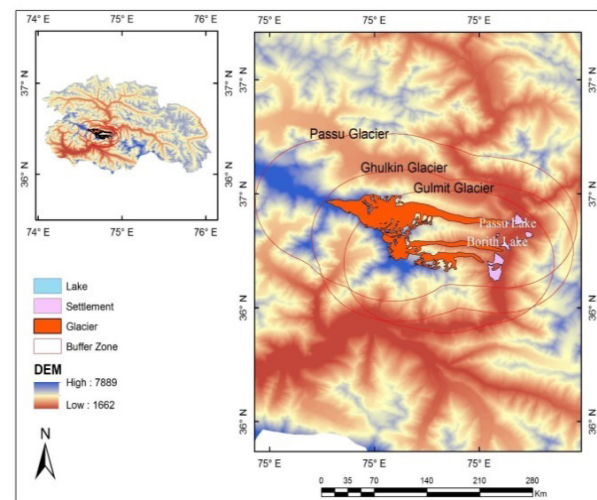 74° E 75° E 76° E
37° N
36° N
37° N
36° N
75° E 75° E 75° E
37° N
37° N
36° N
36° N
37° N
37° N
36° N
36° N
Passu Glacier
Ghulkin Glacier
Gulmit Glacier
Passu Lake
Borith Lake
74° E 75° E 76° E
Lake
Settlement
Glacier
Buffer Zone
DEM
High : 7889
Low : 1662
N
75° E 75° E 75° E
0 35 70 140 210 280
Km